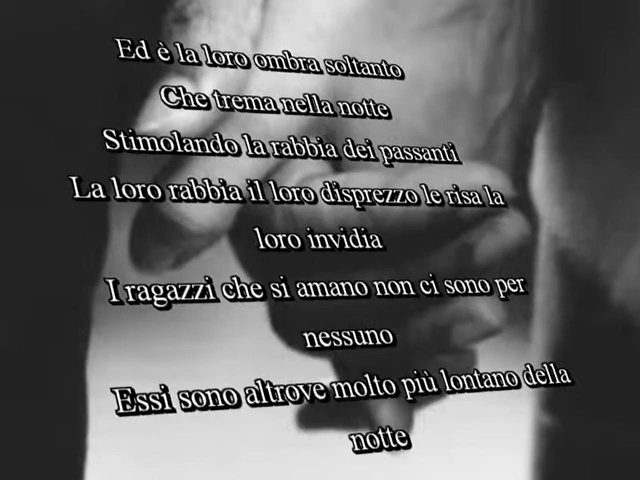 Ed è la loro ombra soltanto
Che trema nella notte
Stimolando la rabbia dei passanti
La loro rabbia il loro disprezzo le risa la
loro invidia
I ragazzi che si amano non ci sono per
nessuno
Essi sono altrove molto più lontano della
notte